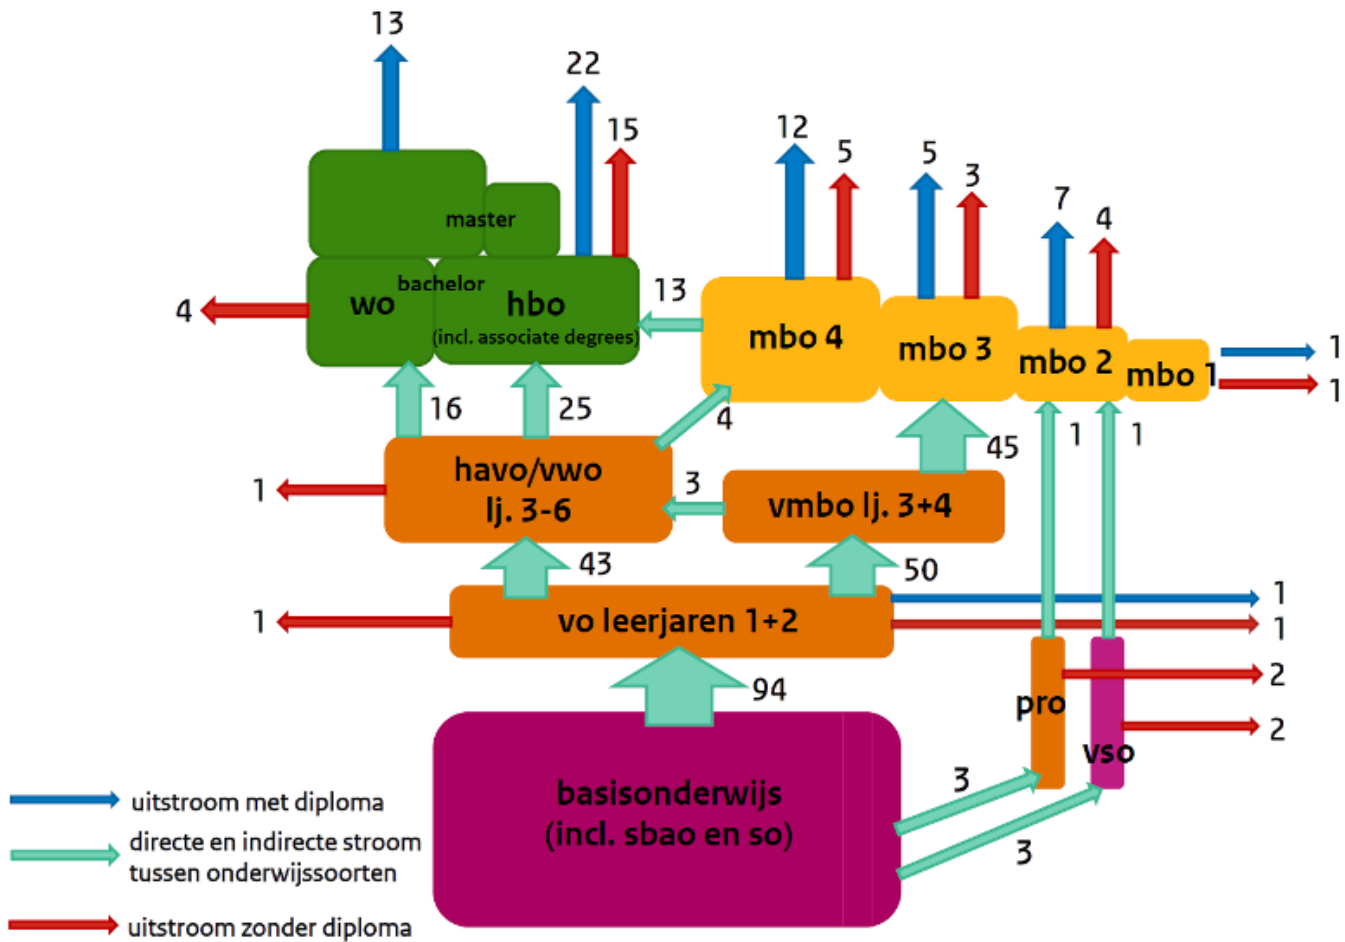 13
22
15
12
5
5
3
7
4
master
bachelor
wo
hbo
(incl. associate degrees)
4
13
mbo 4
mbo 3
mbo 2
mbo 1
1
1
16
25
4
45
1
1
havo/vwo
lj. 3-6
1
3
vmbo lj. 3+4
43
50
1
vo leerjaren 1+2
1
1
94
pro
vso
2
2
basisonderwijs
(incl. sbao en so)
3
3
uitstroom met diploma
directe en indirecte stroom
tussen onderwijssoorten
uitstroom zonder diploma